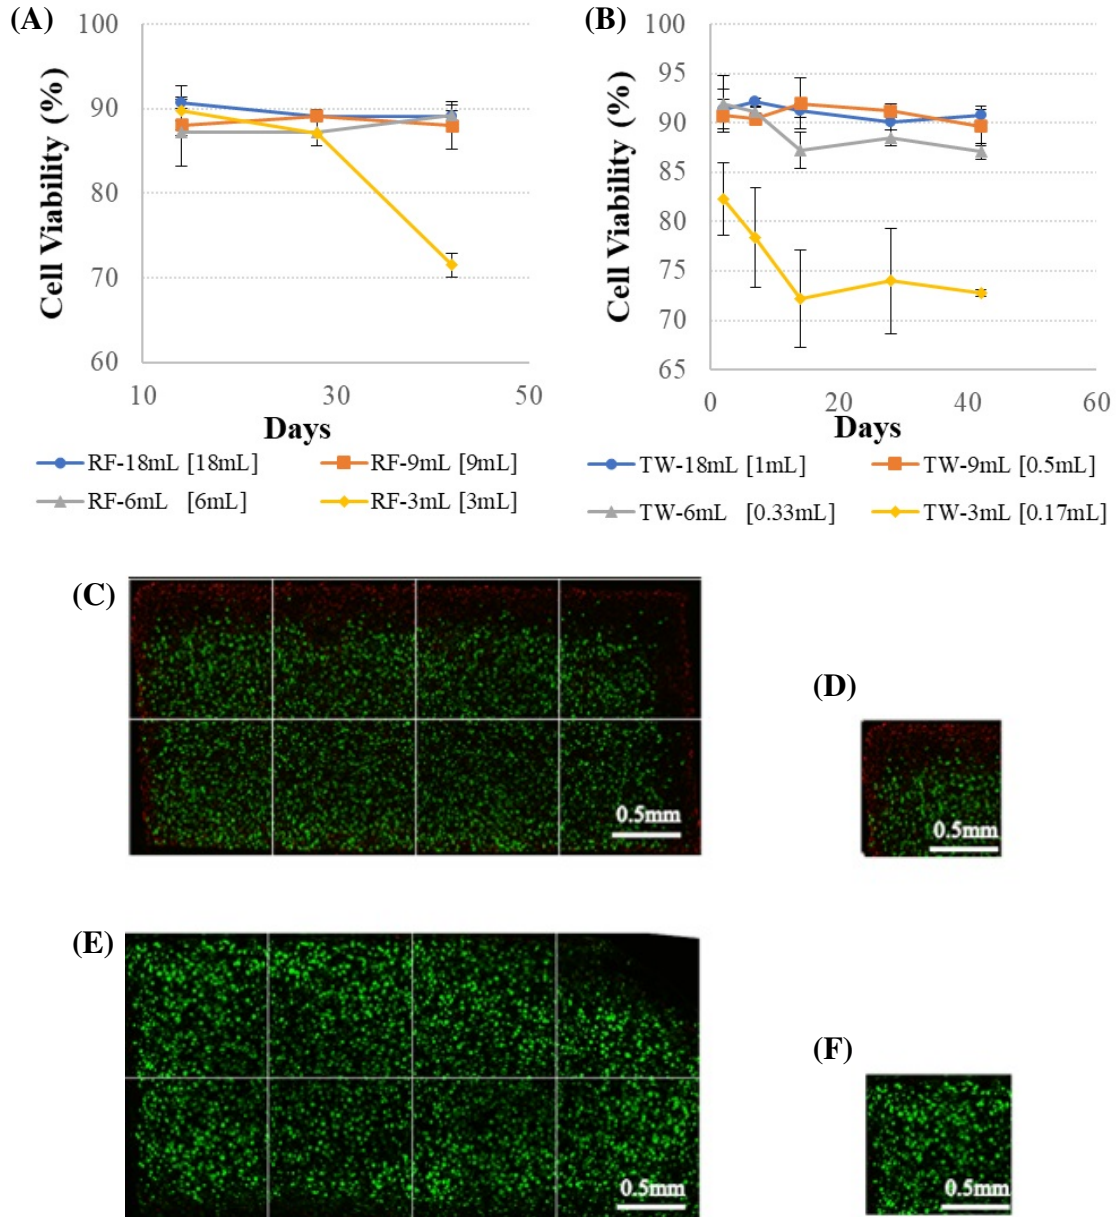 (A)
Cell Viability (%)
100
90
80
70
60
10 30 50
Days
RF-18mL [18mL] RF-9mL [9mL]
RF-6mL [6mL] RF-3mL [3mL]
(B)
Cell Viability (%)
100
95
90
85
80
75
70
65
0 20 40 60
Days
TW-18mL [1mL] TW-9mL [0.5mL]
TW-6mL [0.33mL] TW-3mL [0.17mL]
(C)
0.5mm
(D)
0.5mm
(E)
0.5mm
(F)
0.5mm